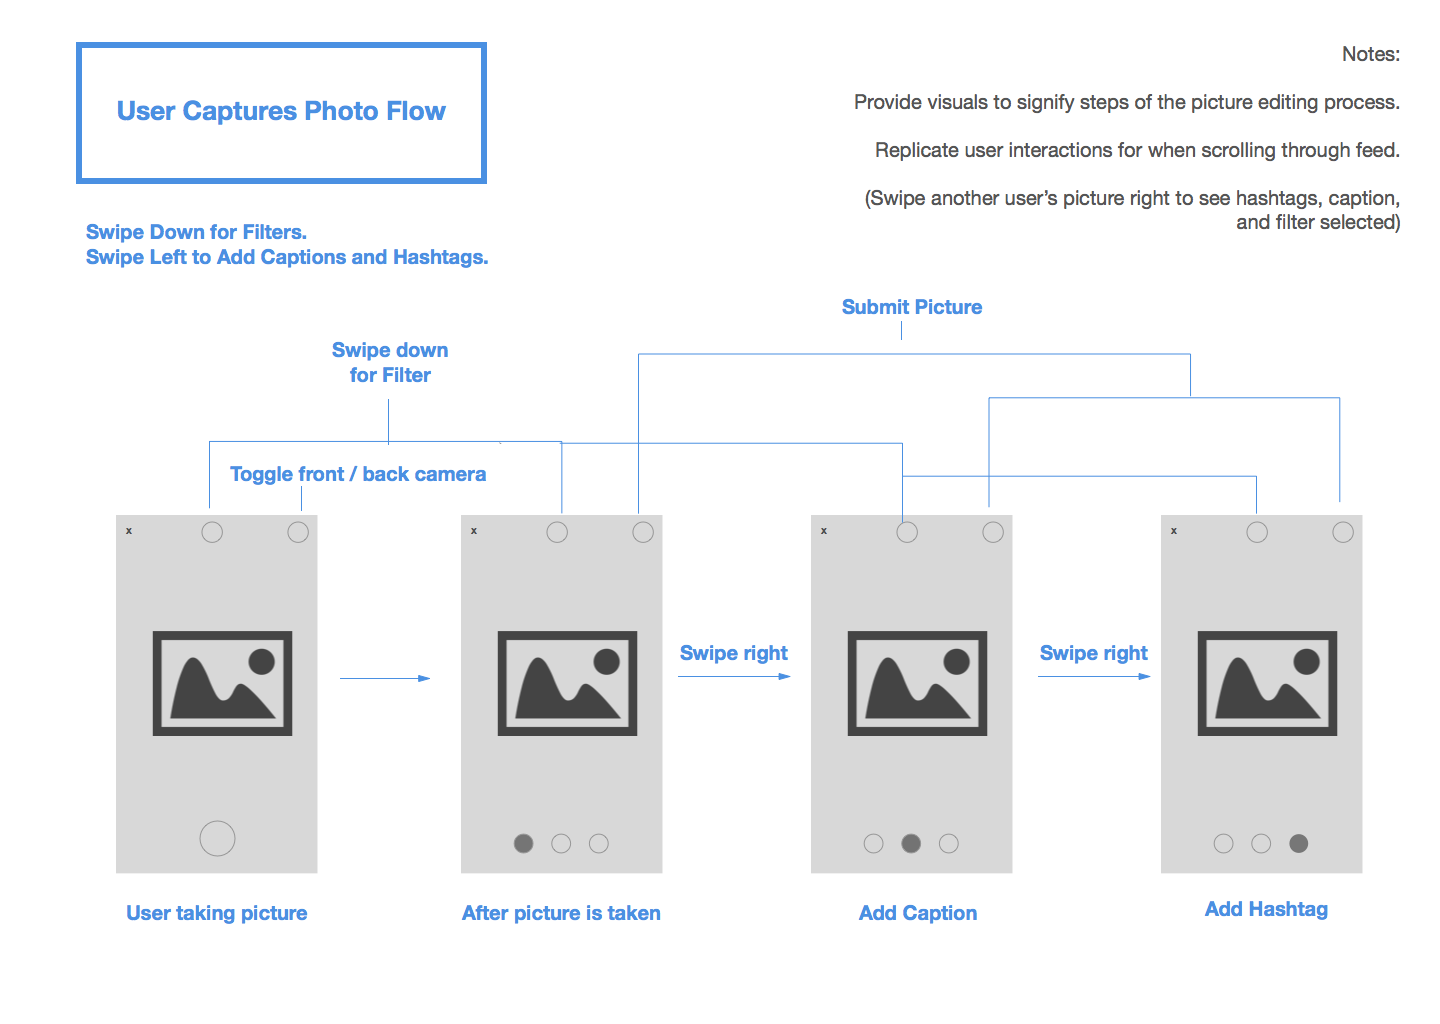 User Captures Photo Flow
Notes:
Provide visuals to signify steps of the picture editing process.
Replicate user interactions for when scrolling through feed.
(Swipe another user's picture right to see hashtags, caption,
and filter selected)
Swipe Down for Filters.
Swipe Left to Add Captions and Hashtags.
Submit Picture
Swipe down
for Filter
Toggle front / back camera
x
x
x
x
Swipe right
Swipe right
User taking picture
After picture is taken
Add Caption
Add Hashtag